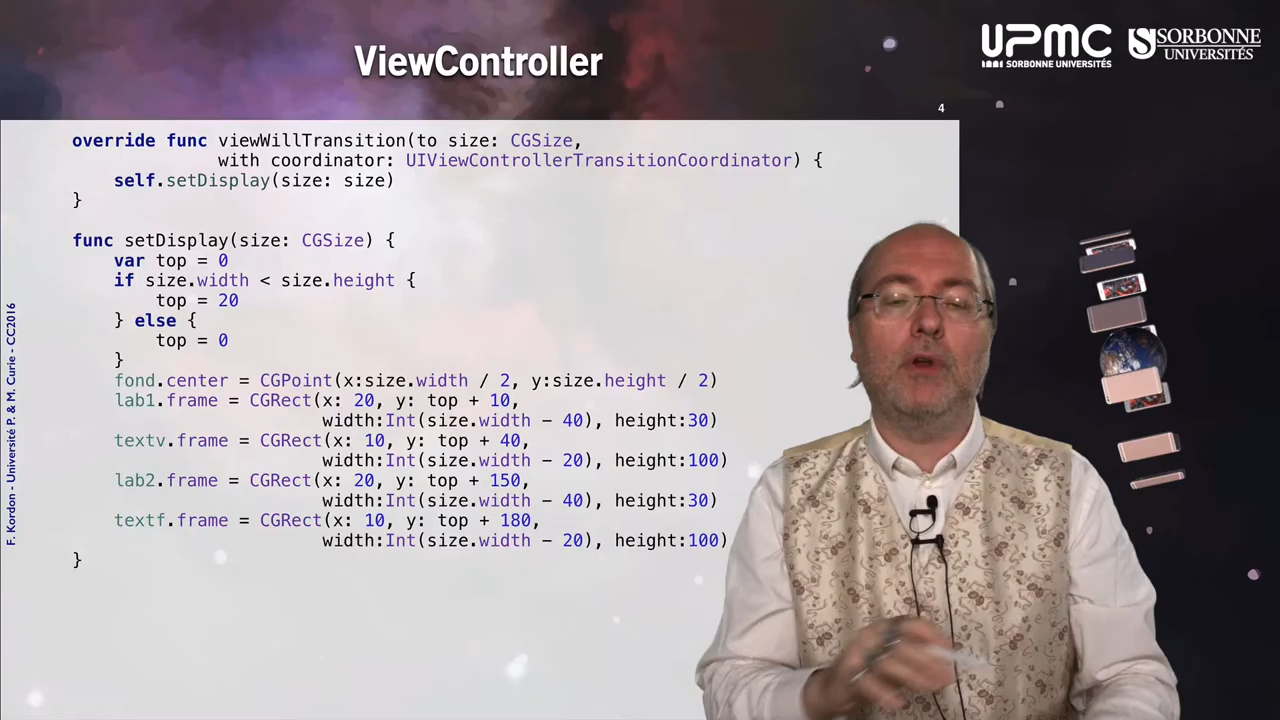 ViewController
UPMC
SORBONNE UNIVERSITÉS
SORBONNE
UNIVERSITÉS
4
override func viewWillTransition(to size: CGSize,
with coordinator: UIViewControllerTransitionCoordinator) {
self.setDisplay(size: size)
}
func setDisplay(size: CGSize) {
var top = 0
if size.width < size.height {
top = 20
} else {
top = 0
}
fond.center = CGPoint(x:size.width / 2, y:size.height / 2)
lab1.frame = CGRect(x: 20, y: top + 10,
width:Int(size.width - 40), height:30)
textv.frame = CGRect(x: 10, y: top + 40,
width:Int(size.width - 20), height:100)
lab2.frame = CGRect(x: 20, y: top + 150,
width:Int(size.width - 40), height:30)
textf.frame = CGRect(x: 10, y: top + 180,
width:Int(size.width - 20), height:100)
}
F. Kordon - Université P. & M. Curie - CC2016